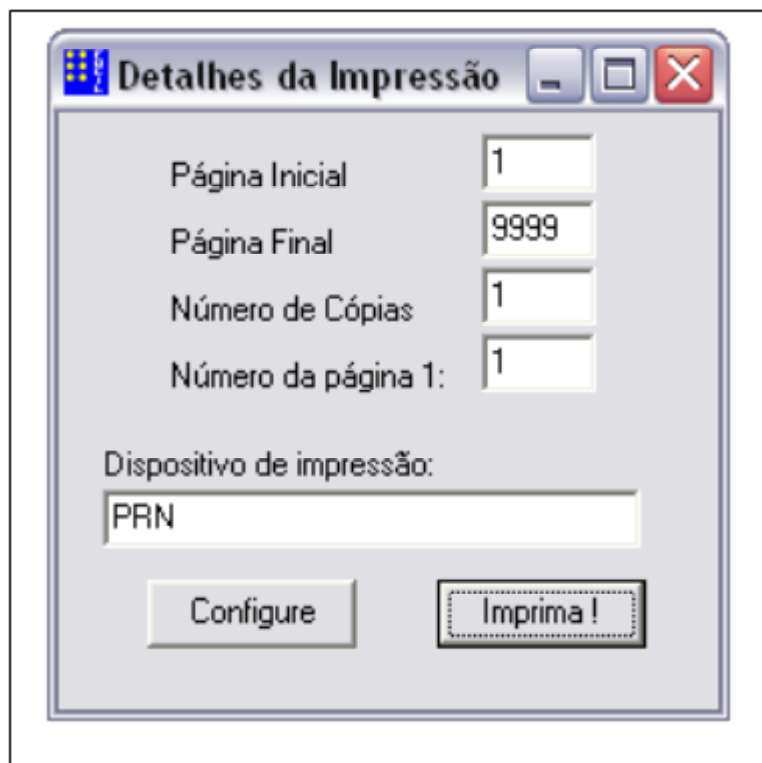 Detalhes da Impressão
Página Inicial 1
Página Final 9999
Número de Cópias 1
Número da página 1: 1
Dispositivo de impressão:
PRN
Configure Imprima !